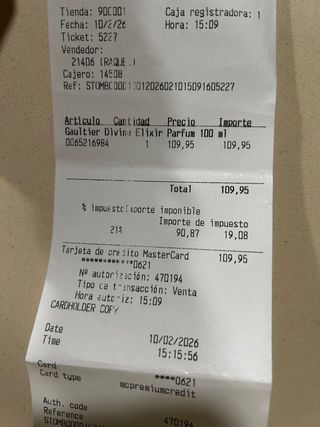 Tienda: 900001 Caja registradora: 1
Fecha: 10/2/26 Hora: 15:09
Ticket: 5227
Vendedor:
21406 (RAQUE..)
Cajero: 14508
Artículo Cantidad Precio Importe
Gaultier Divine Elixir Parfum 100 ml
0065216984 1 109,95 109,95
Total 109,95
% impuesto Importe imponible
Importe de impuesto
21% 90,87 19,08
Tarjeta de crédito MasterCard 109,95
************0621
Nº autorización: 470194
Tipo de transacción: Venta
Hora autoriz: 15:09
CARDHOLDER COPY
Date 10/02/2026
Time 15:15:56
Card ****0621
Card type mcpremiumcredit
Auth. code 470194
Reference